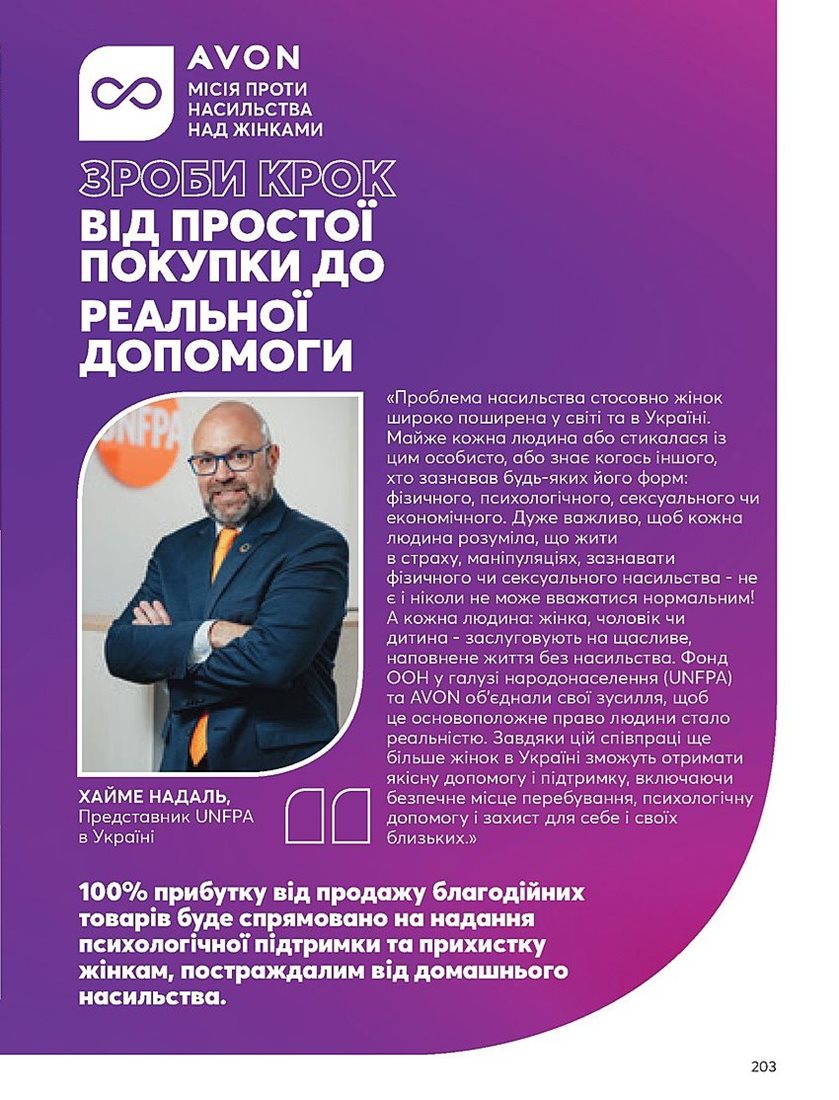 AVON
МІСІЯ ПРОТИ
НАСИЛЬСТВА
НАД ЖІНКАМИ
ЗРОБИ КРОК
ВІД ПРОСТОЇ
ПОКУПКИ ДО
РЕАЛЬНОЇ
ДОПОМОГИ
UNFPA
«Проблема насильства стосовно жінок
широко поширена у світі та в Україні.
Майже кожна людина або стикалася із
цим особисто, або знає когось іншого,
хто зазнавав будь-яких його форм:
фізичного, психологічного, сексуального чи
економічного. Дуже важливо, щоб кожна
людина розуміла, що жити
в страху, маніпуляціях, зазнавати
фізичного чи сексуального насильства - не
є і ніколи не може вважатися нормальним!
А кожна людина: жінка, чоловік чи
дитина - заслуговують на щасливе,
наповнене життя без насильства. Фонд
ООН у галузі народонаселення (UNFPA)
та AVON об’єднали свої зусилля, щоб
це основоположне право людини стало
реальністю. Завдяки цій співпраці ще
більше жінок в Україні зможуть отримати
якісну допомогу і підтримку, включаючи
безпечне місце перебування, психологічну
допомогу і захист для себе і своїх
близьких.»
ХАЙМЕ НАДАЛЬ,
Представник UNFPA
в Україні
100% прибутку від продажу благодійних
товарів буде спрямовано на надання
психологічної підтримки та прихистку
жінкам, постраждалим від домашнього
насильства.
203